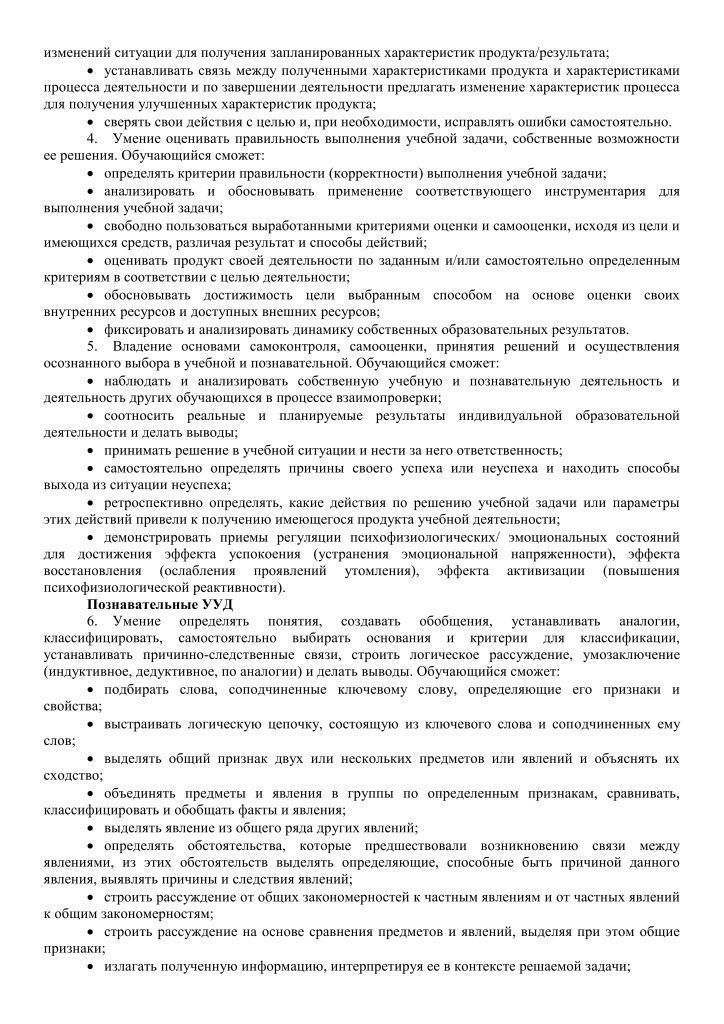 изменений ситуации для получения запланированных характеристик продукта/результата;
• устанавливать связь между полученными характеристиками продукта и характеристиками
процесса деятельности и по завершении деятельности предлагать изменение характеристик процесса
для получения улучшенных характеристик продукта;
• сверять свои действия с целью и, при необходимости, исправлять ошибки самостоятельно.
4. Умение оценивать правильность выполнения учебной задачи, собственные возможности
ее решения. Обучающийся сможет:
• определять критерии правильности (корректности) выполнения учебной задачи;
• анализировать и обосновывать применение соответствующего инструментария для
выполнения учебной задачи;
• свободно пользоваться выработанными критериями оценки и самооценки, исходя из цели и
имеющихся средств, различая результат и способы действий;
• оценивать продукт своей деятельности по заданным и/или самостоятельно определенным
критериям в соответствии с целью деятельности;
• обосновывать достижимость цели выбранным способом на основе оценки своих
внутренних ресурсов и доступных внешних ресурсов;
• фиксировать и анализировать динамику собственных образовательных результатов.
5. Владение основами самоконтроля, самооценки, принятия решений и осуществления
осознанного выбора в учебной и познавательной. Обучающийся сможет:
• наблюдать и анализировать собственную учебную и познавательную деятельность и
деятельность других обучающихся в процессе взаимопроверки;
• соотносить реальные и планируемые результаты индивидуальной образовательной
деятельности и делать выводы;
• принимать решение в учебной ситуации и нести за него ответственность;
• самостоятельно определять причины своего успеха или неуспеха и находить способы
выхода из ситуации неуспеха;
• ретроспективно определять, какие действия по решению учебной задачи или параметры
этих действий привели к получению имеющегося продукта учебной деятельности;
• демонстрировать приемы регуляции психофизиологических/ эмоциональных состояний
для достижения эффекта успокоения (устранения эмоциональной напряженности), эффекта
восстановления (ослабления проявлений утомления), эффекта активизации (повышения
психофизиологической реактивности).
Познавательные УУД
6. Умение определять понятия, создавать обобщения, устанавливать аналогии,
классифицировать, самостоятельно выбирать основания и критерии для классификации,
устанавливать причинно-следственные связи, строить логическое рассуждение, умозаключение
(индуктивное, дедуктивное, по аналогии) и делать выводы. Обучающийся сможет:
• подбирать слова, соподчиненные ключевому слову, определяющие его признаки и
свойства;
• выстраивать логическую цепочку, состоящую из ключевого слова и соподчиненных ему
слов;
• выделять общий признак двух или нескольких предметов или явлений и объяснять их
сходство;
• объединять предметы и явления в группы по определенным признакам, сравнивать,
классифицировать и обобщать факты и явления;
• выделять явление из общего ряда других явлений;
• определять обстоятельства, которые предшествовали возникновению связи между
явлениями, из этих обстоятельств выделять определяющие, способные быть причиной данного
явления, выявлять причины и следствия явлений;
• строить рассуждение от общих закономерностей к частным явлениям и от частных явлений
к общим закономерностям;
• строить рассуждение на основе сравнения предметов и явлений, выделяя при этом общие
признаки;
• излагать полученную информацию, интерпретируя ее в контексте решаемой задачи;